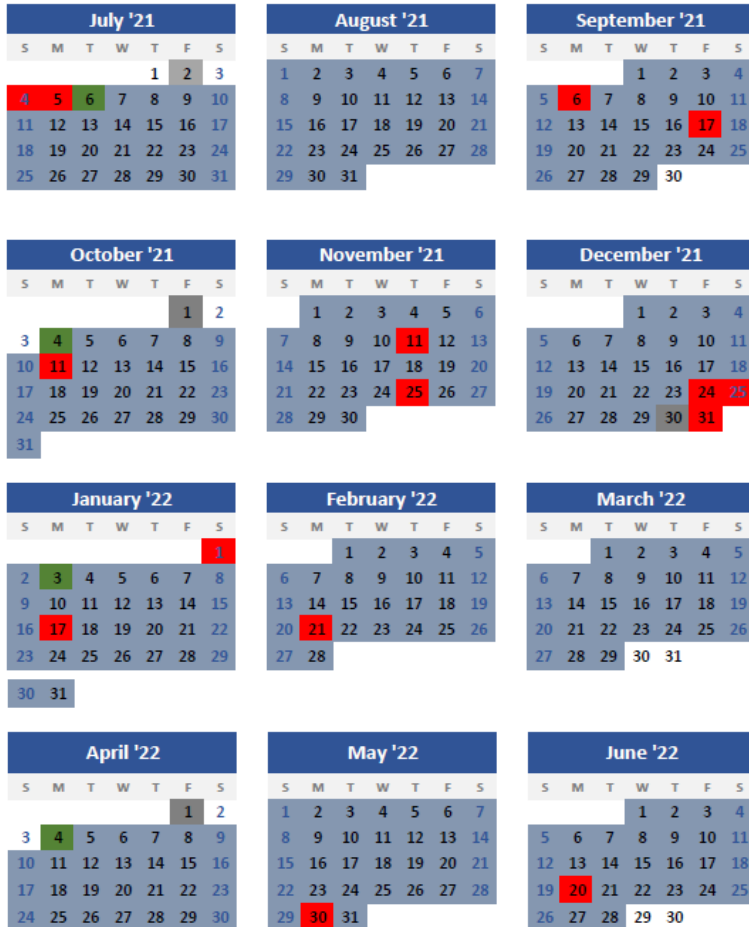 July '21
S M T W T F S
1 2 3
4 5 6 7 8 9 10
11 12 13 14 15 16 17
18 19 20 21 22 23 24
25 26 27 28 29 30 31
August '21
S M T W T F S
1 2 3 4 5 6 7
8 9 10 11 12 13 14
15 16 17 18 19 20 21
22 23 24 25 26 27 28
29 30 31
September '21
S M T W T F S
1 2 3 4
5 6 7 8 9 10 11
12 13 14 15 16 17 18
19 20 21 22 23 24 25
26 27 28 29 30
October '21
S M T W T F S
1 2
3 4 5 6 7 8 9
10 11 12 13 14 15 16
17 18 19 20 21 22 23
24 25 26 27 28 29 30
31
November '21
S M T W T F S
1 2 3 4 5 6
7 8 9 10 11 12 13
14 15 16 17 18 19 20
21 22 23 24 25 26 27
28 29 30
December '21
S M T W T F S
1 2 3 4
5 6 7 8 9 10 11
12 13 14 15 16 17 18
19 20 21 22 23 24 25
26 27 28 29 30 31
January '22
S M T W T F S
1
2 3 4 5 6 7 8
9 10 11 12 13 14 15
16 17 18 19 20 21 22
23 24 25 26 27 28 29
30 31
February '22
S M T W T F S
1 2 3 4 5
6 7 8 9 10 11 12
13 14 15 16 17 18 19
20 21 22 23 24 25 26
27 28
March '22
S M T W T F S
1 2 3 4 5
6 7 8 9 10 11 12
13 14 15 16 17 18 19
20 21 22 23 24 25 26
27 28 29 30 31
April '22
S M T W T F S
1 2
3 4 5 6 7 8 9
10 11 12 13 14 15 16
17 18 19 20 21 22 23
24 25 26 27 28 29 30
May '22
S M T W T F S
1 2 3 4 5 6 7
8 9 10 11 12 13 14
15 16 17 18 19 20 21
22 23 24 25 26 27 28
29 30 31
June '22
S M T W T F S
1 2 3 4
5 6 7 8 9 10 11
12 13 14 15 16 17 18
19 20 21 22 23 24 25
26 27 28 29 30